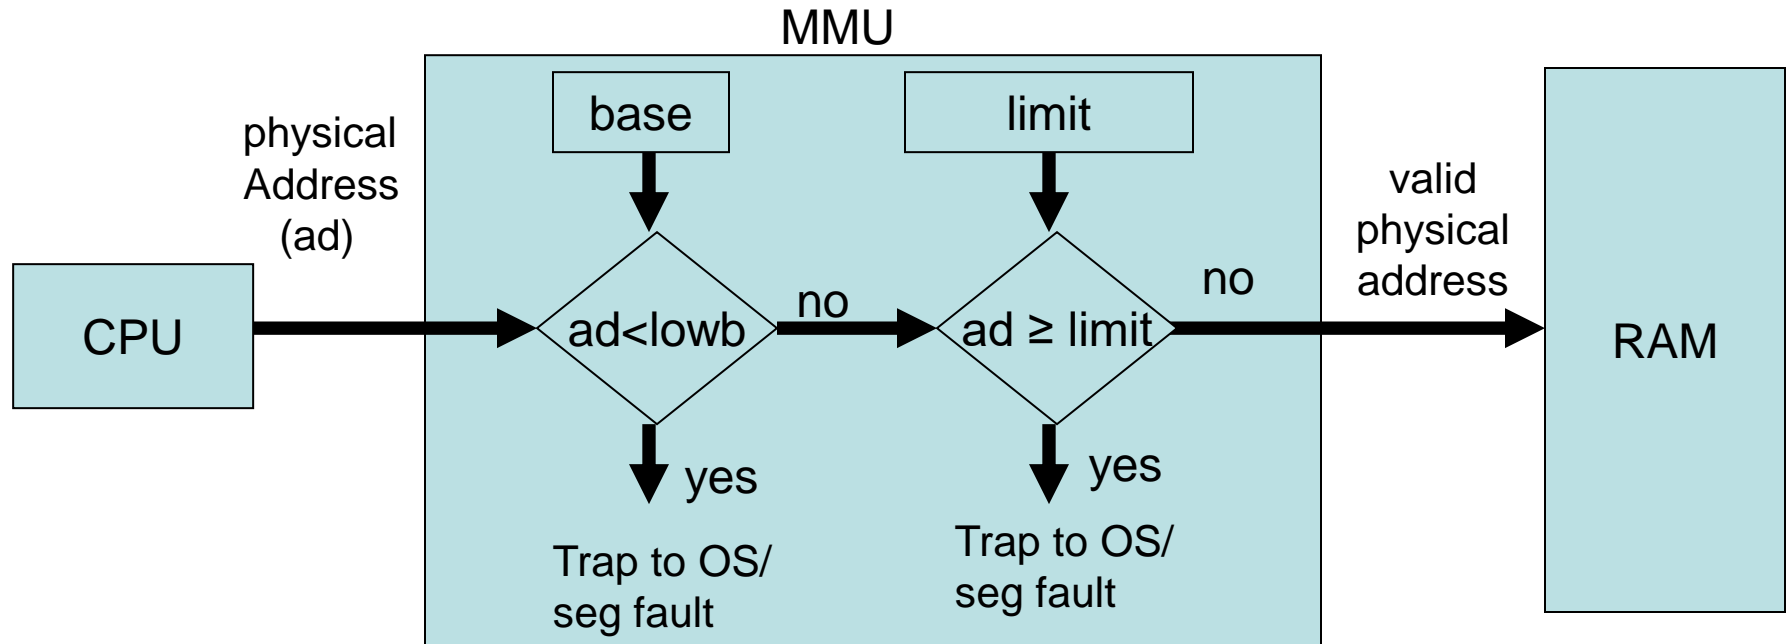 MMU
base
limit
physical
Address
(ad)
valid
physical
address
CPU
ad<lowb
no
ad ≥ limit
no
RAM
yes
yes
Trap to OS/
seg fault
Trap to OS/
seg fault